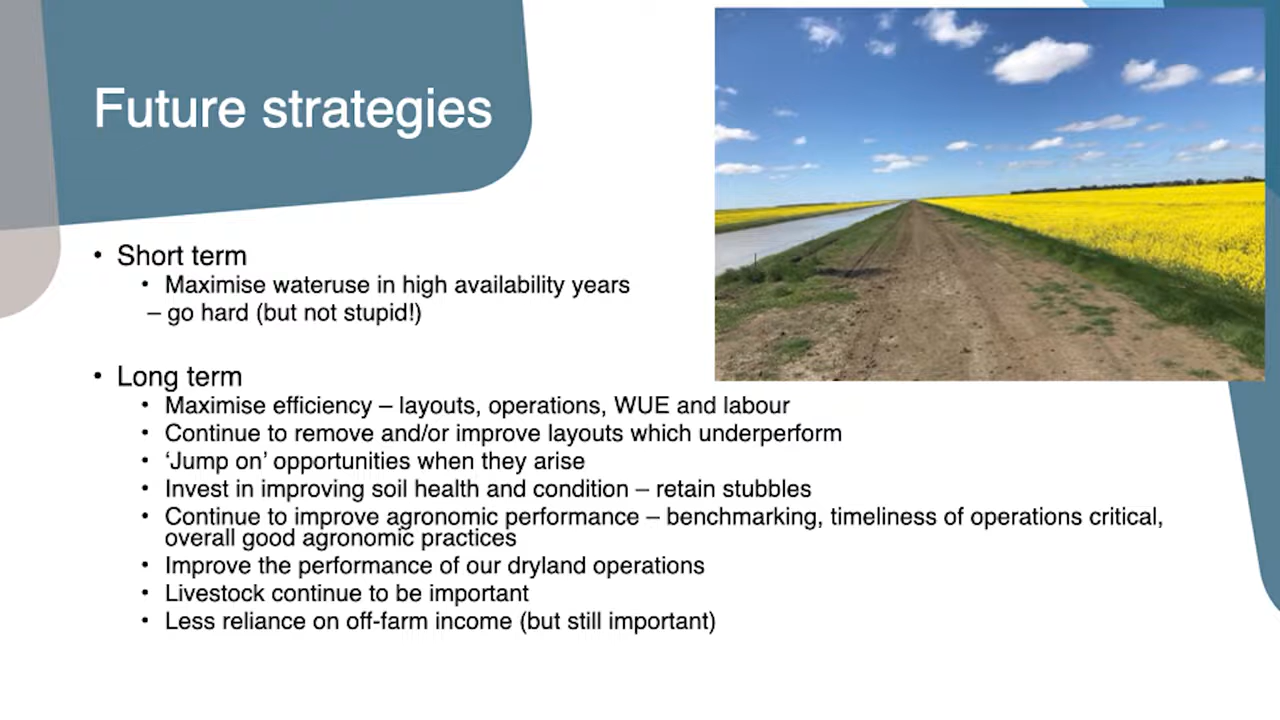 Future strategies
• Short term
• Maximise wateruse in high availability years
– go hard (but not stupid!)
• Long term
• Maximise efficiency – layouts, operations, WUE and labour
• Continue to remove and/or improve layouts which underperform
• ‘Jump on’ opportunities when they arise
• Invest in improving soil health and condition – retain stubbles
• Continue to improve agronomic performance – benchmarking, timeliness of operations critical,
overall good agronomic practices
• Improve the performance of our dryland operations
• Livestock continue to be important
• Less reliance on off-farm income (but still important)